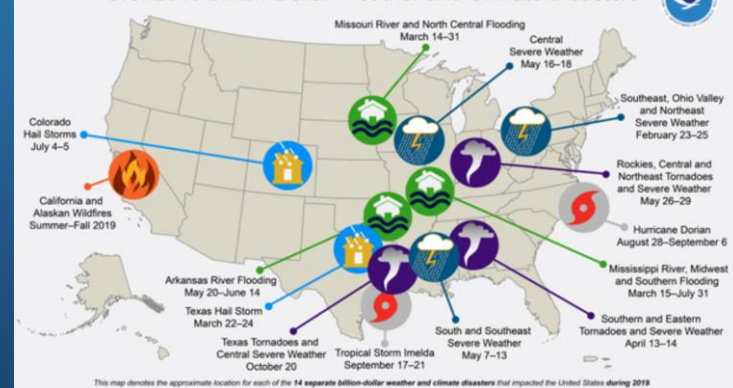 Missouri River and North Central Flooding
March 14–31
Central
Severe Weather
May 16–18
Southeast, Ohio Valley
and Northeast
Severe Weather
February 23–25
Colorado
Hail Storms
July 4–5
Rockies, Central and
Northeast Tornadoes
and Severe Weather
May 26–29
California and
Alaskan Wildfires
Summer–Fall 2019
Hurricane Dorian
August 28–September 6
Arkansas River Flooding
May 20–June 14
Mississippi River, Midwest
and Southern Flooding
March 15–July 31
Texas Hail Storm
March 22–24
Texas Tornadoes and
Central Severe Weather
October 20
Tropical Storm Imelda
September 17–21
South and Southeast
Severe Weather
May 7–13
Southern and Eastern
Tornadoes and Severe Weather
April 13–14
This map denotes the approximate location for each of the 14 separate billion-dollar weather and climate disasters that impacted the United States during 2019.